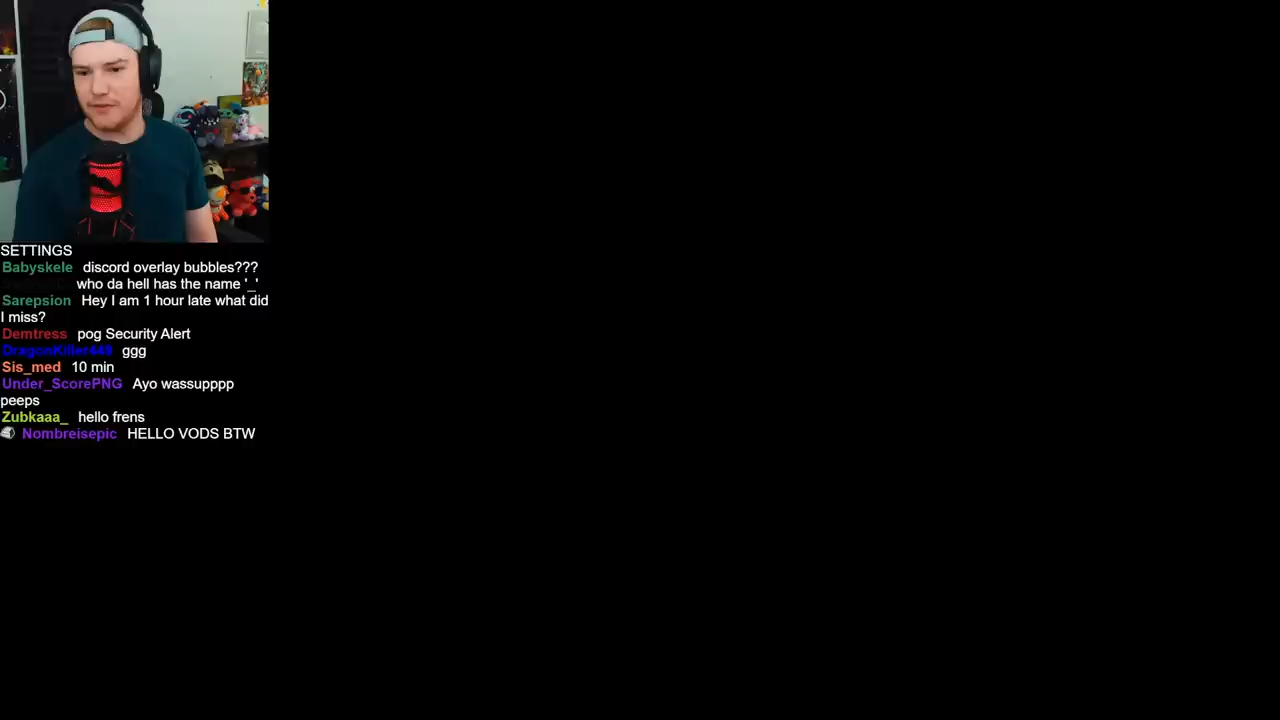 SETTINGS
Babyskele discord overlay bubbles???
who da hell has the name '_'
Sarepsion Hey I am 1 hour late what did
I miss?
Demtress pog Security Alert
DragonKiller449 ggg
Sis_med 10 min
Under_ScorePNG Ayo wassupppp
peeps
Zubkaaa_ hello frens
Nombreisepic HELLO VODS BTW